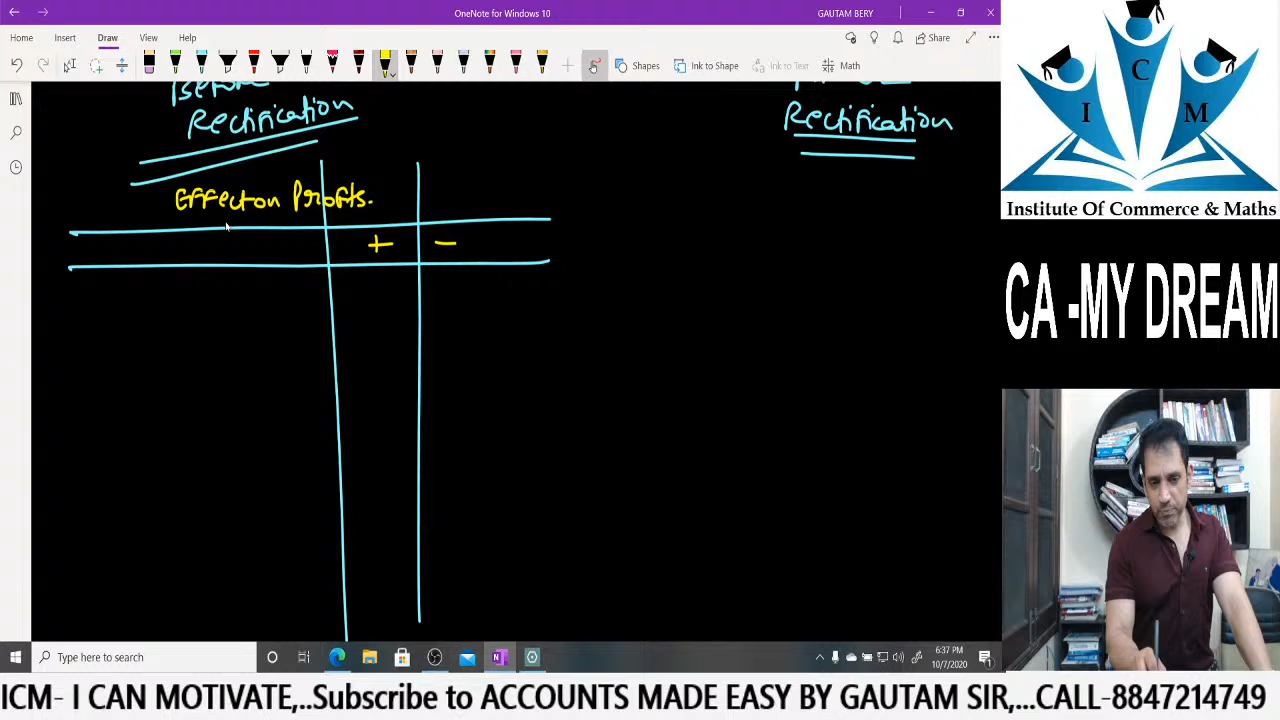 OneNote for Windows 10
GAUTAM BERY
Home
Insert
Draw
View
Help
Share
Shapes
Ink to Shape
Ink to Text
Math
Rectification
Effect on Profits.
+ -
Rectification
I C M
Institute Of Commerce & Maths
CA -MY DREAM
Type here to search
6:37 PM
10/7/2020
ICM- I CAN MOTIVATE,..Subscribe to ACCOUNTS MADE EASY BY GAUTAM SIR,...CALL-8847214749